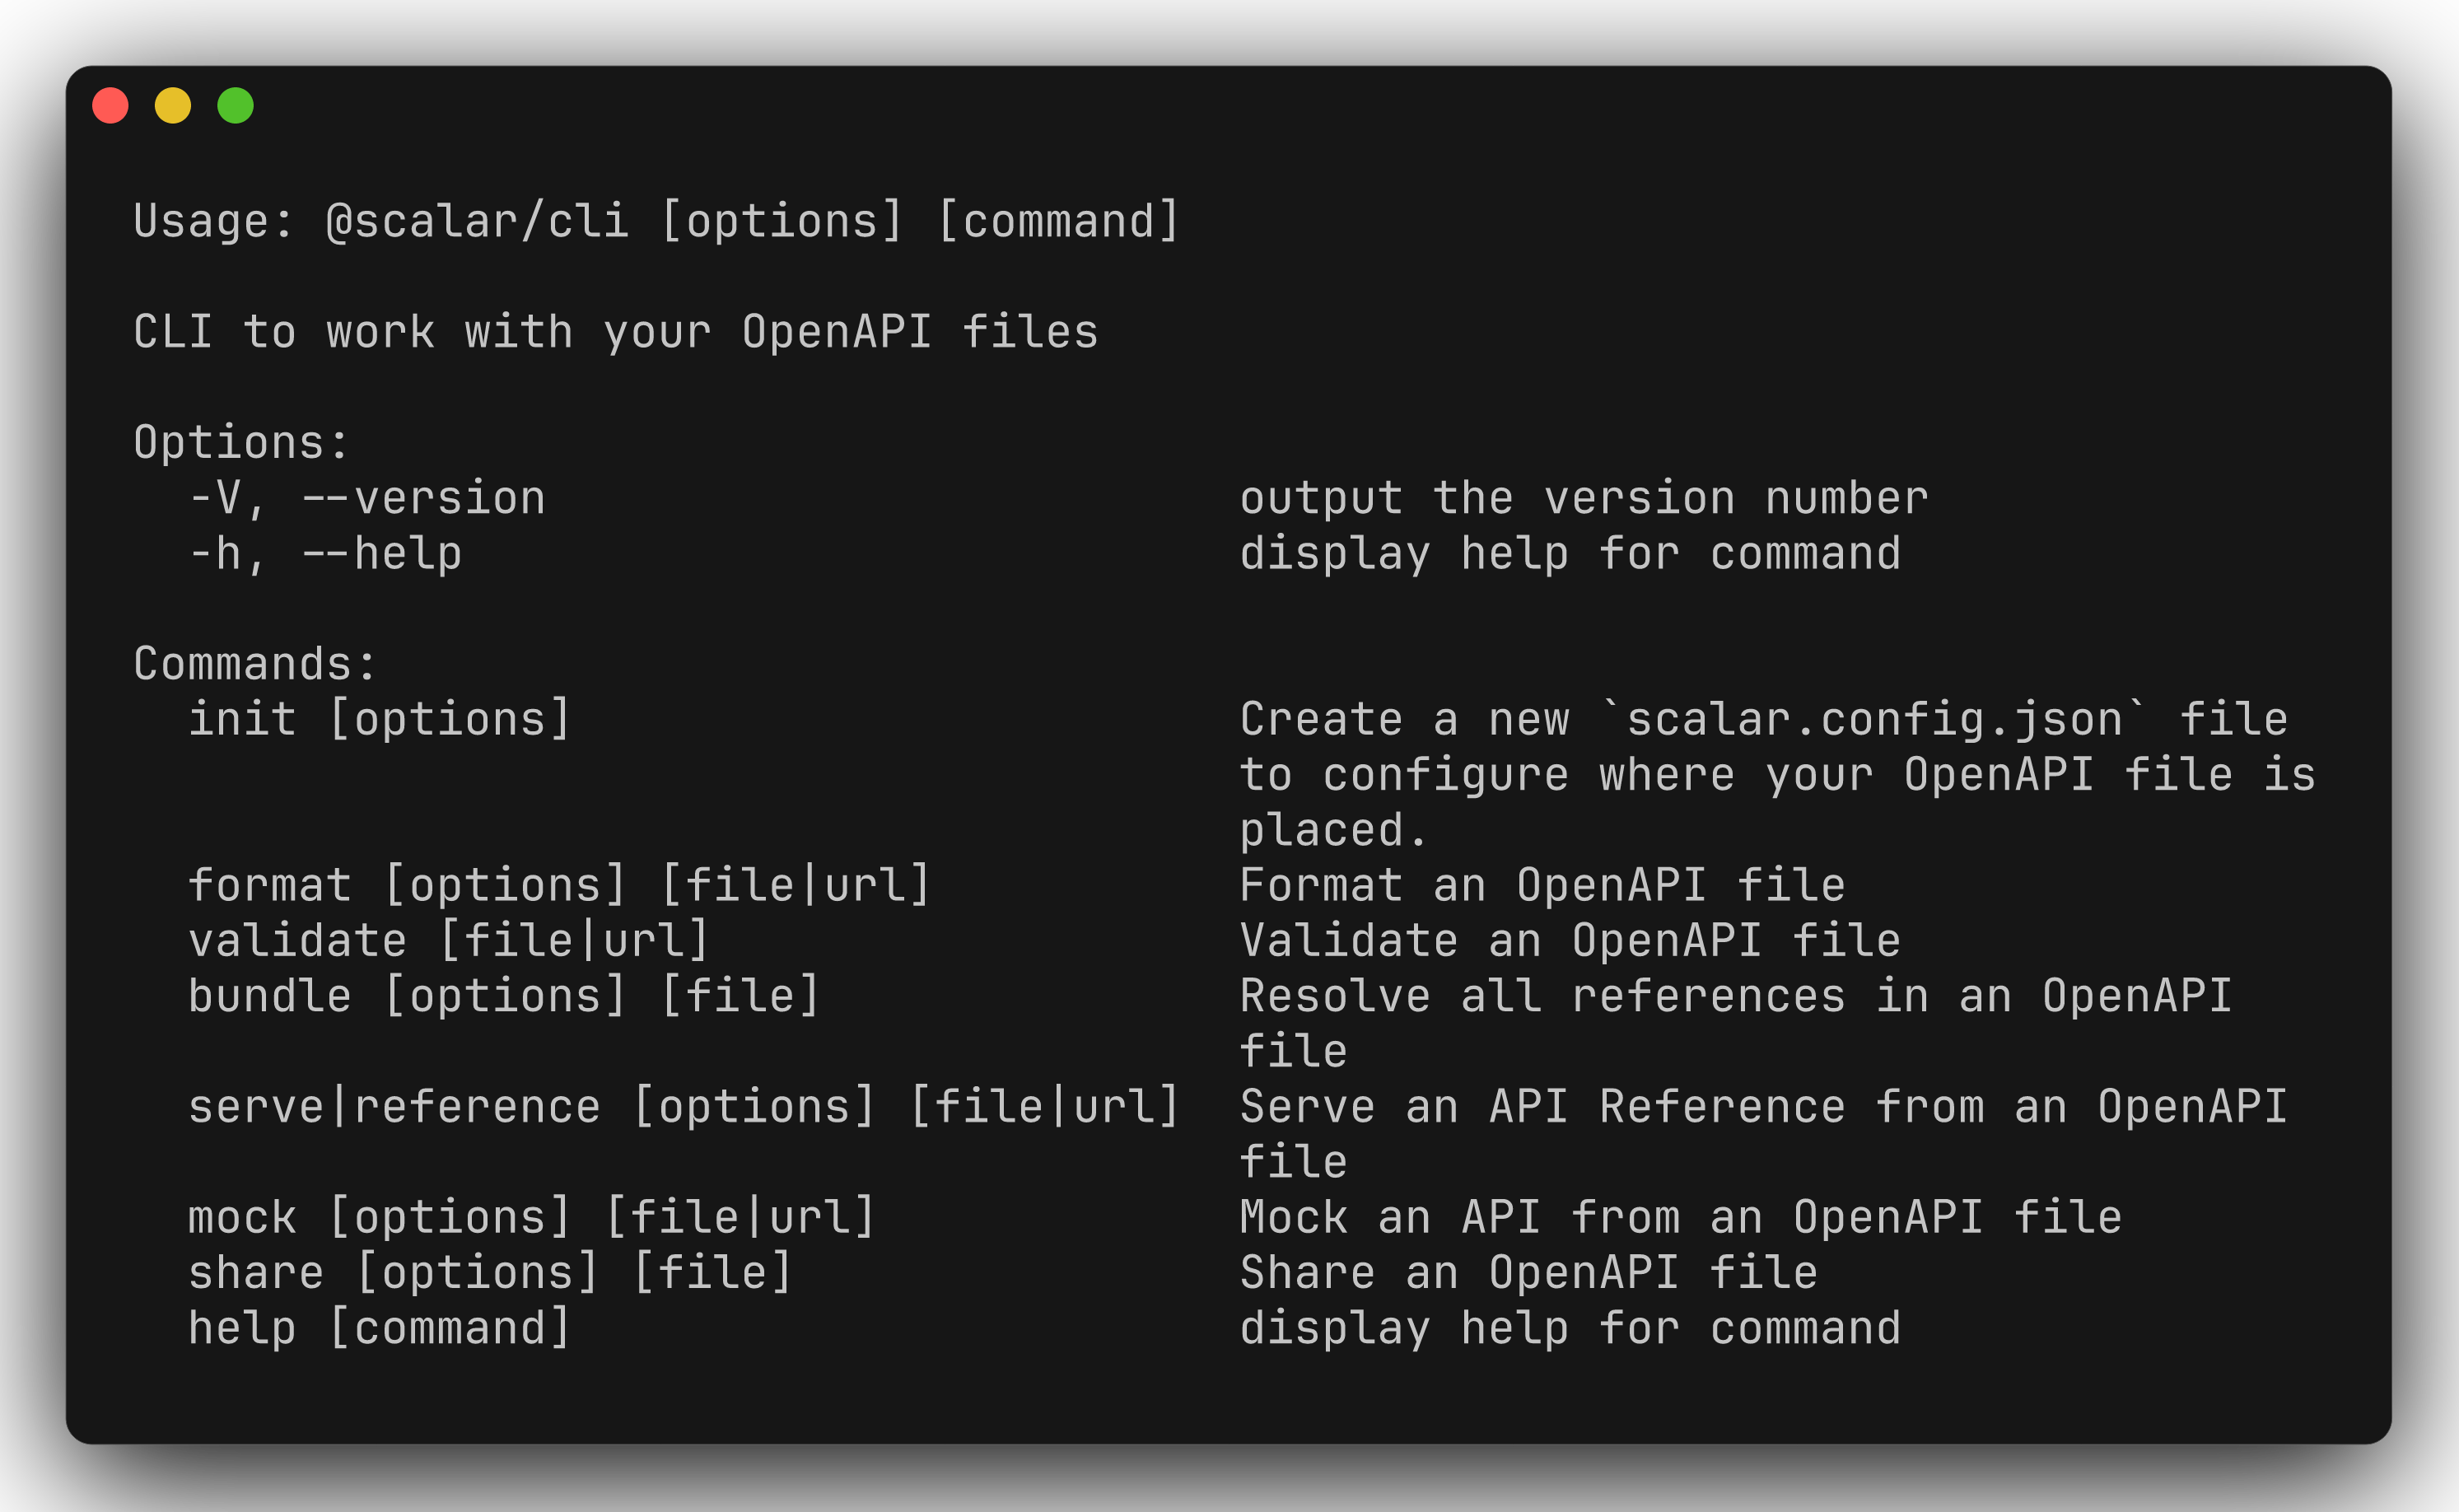 Usage: @scalar/cli [options] [command]
CLI to work with your OpenAPI files
Options:
-V, --version output the version number
-h, --help display help for command
Commands:
init [options] Create a new `scalar.config.json` file
to configure where your OpenAPI file is
placed.
format [options] [file|url] Format an OpenAPI file
validate [file|url] Validate an OpenAPI file
bundle [options] [file] Resolve all references in an OpenAPI
file
serve|reference [options] [file|url] Serve an API Reference from an OpenAPI
file
mock [options] [file|url] Mock an API from an OpenAPI file
share [options] [file] Share an OpenAPI file
help [command] display help for command